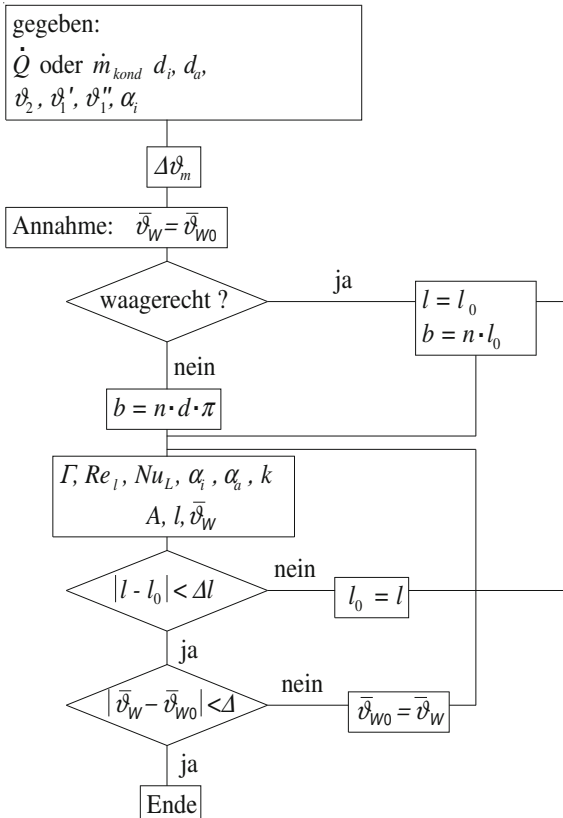 gegeben:
Q̇ oder ṁ_kond d_i, d_a,
ϑ_2, ϑ_1', ϑ_1'', α_i
Δϑ_m
Annahme: ϑ̅_W = ϑ̅_W0
waagerecht ?
ja
l = l_0
b = n·l_0
nein
b = n·d·π
Γ, Re_l, Nu_L, α_i, α_a, k
A, l, ϑ̅_W
|l - l_0| < Δl
nein
l_0 = l
ja
|ϑ̅_W − ϑ̅_W0| < Δ
nein
ϑ̅_W0 = ϑ̅_W
ja
Ende